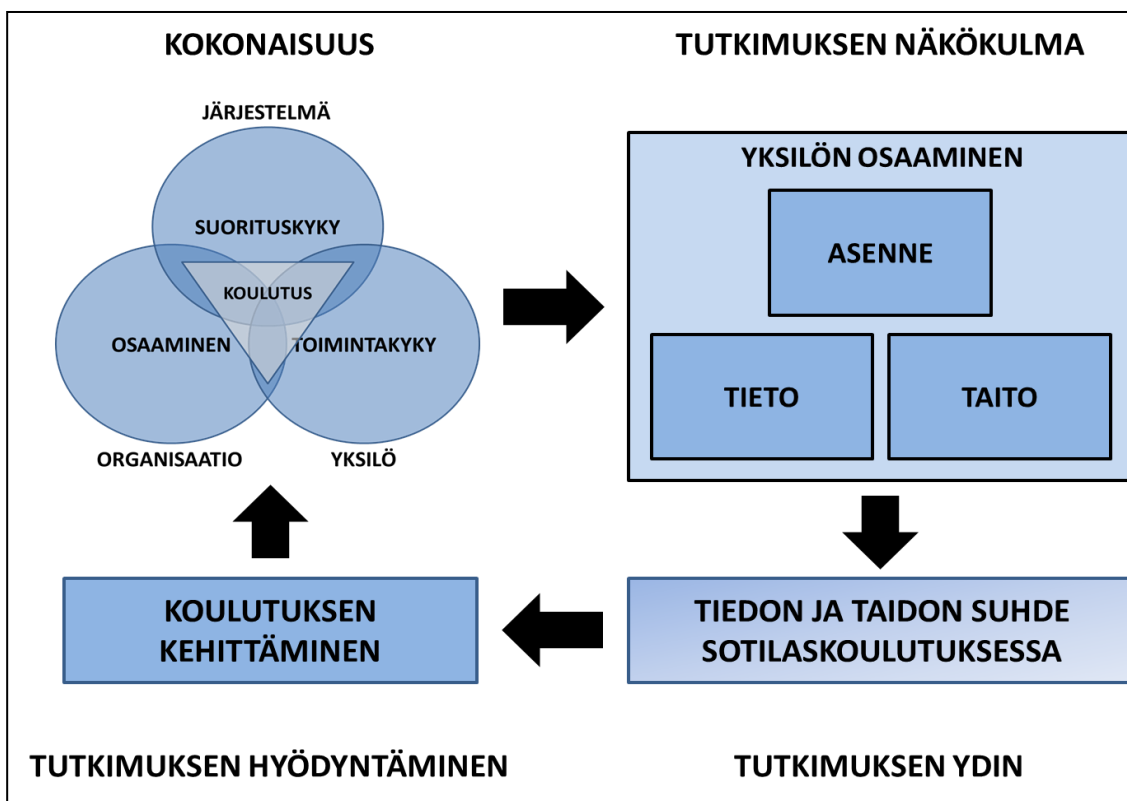 KOKONAISUUS
TUTKIMUKSEN NÄKÖKULMA
JÄRJESTELMÄ
SUORITUSKYKY
KOULUTUS
OSAAMINEN
TOIMINTAKYKY
ORGANISAATIO
YKSILÖ
YKSILÖN OSAAMINEN
ASENNE
TIETO
TAITO
TIEDON JA TAIDON SUHDE
SOTILASKOULUTUKSESSA
KOULUTUKSEN
KEHITTÄMINEN
TUTKIMUKSEN HYÖDYNTÄMINEN
TUTKIMUKSEN YDIN